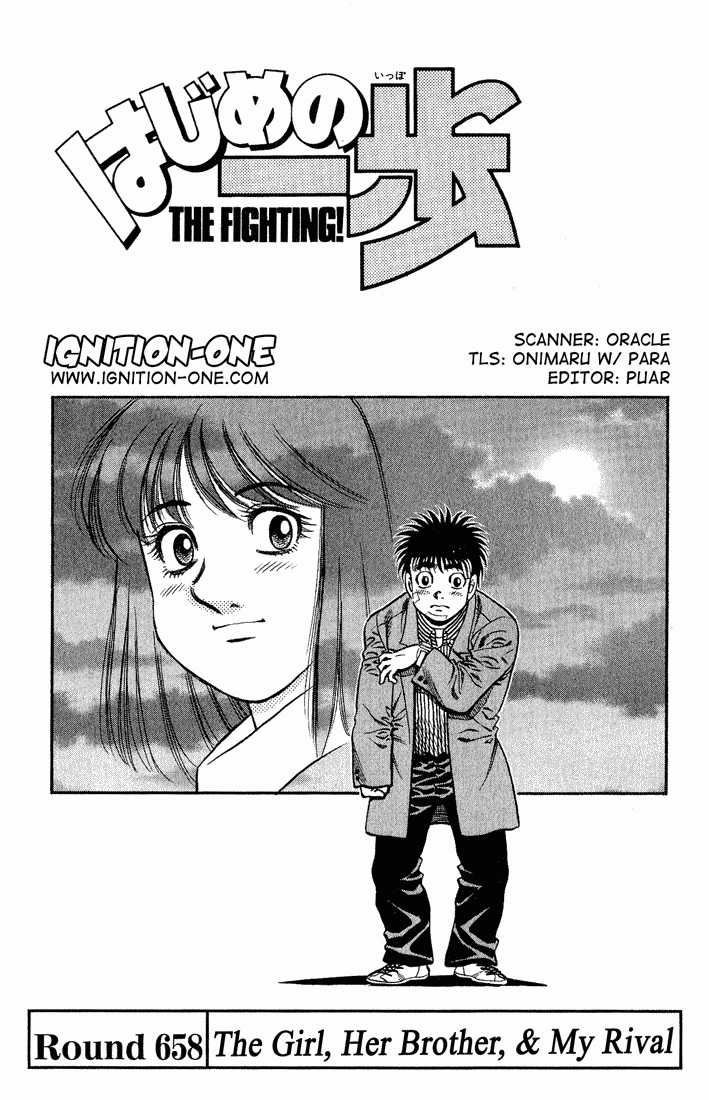 いっぽ
はじめの一歩
THE FIGHTING!
IGNITION-ONE
WWW.IGNITION-ONE.COM
SCANNER: ORACLE
TLS: ONIMARU W/ PARA
EDITOR: PUAR
Round 658
The Girl, Her Brother, & My Rival